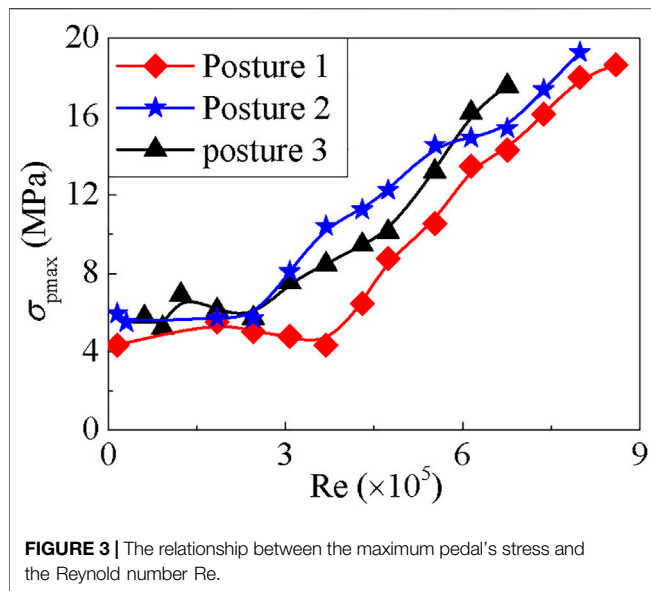 20
16
12
8
4
0
σpmax (MPa)
Posture 1
Posture 2
posture 3
0 3 6 9
Re (×10⁵)
FIGURE 3 | The relationship between the maximum pedal's stress and
the Reynold number Re.